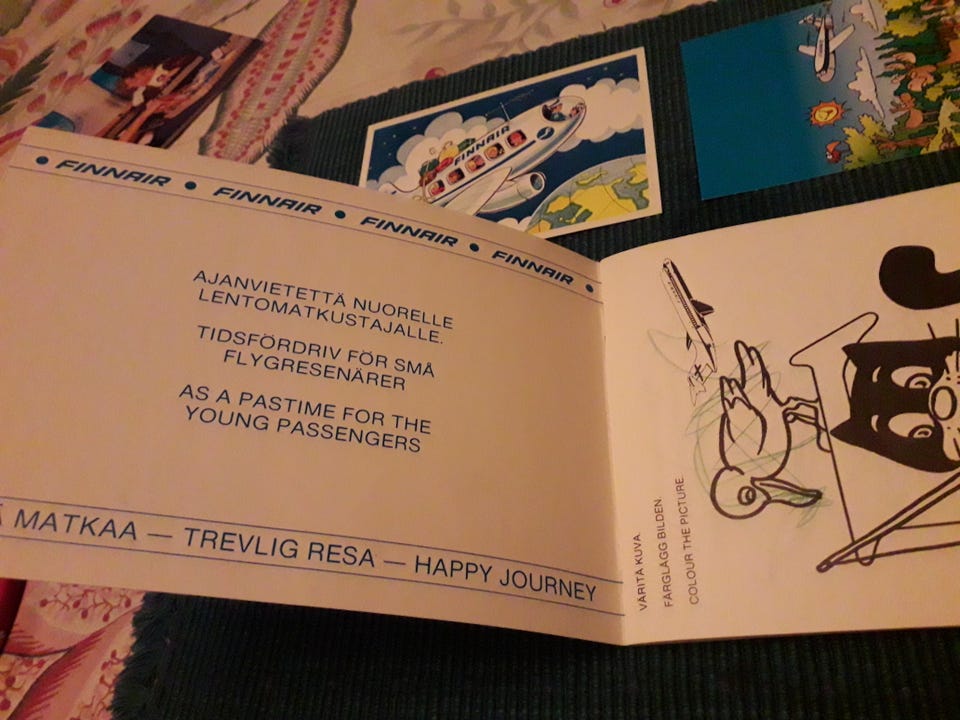 FINNAIR
• FINNAIR • FINNAIR • FINNAIR • FINNAIR •
AJANVIETETTÄ NUORELLE
LENTOMATKUSTAJALLE.
TIDSFÖRDRIV FÖR SMÅ
FLYGRESENÄRER
AS A PASTIME FOR THE
YOUNG PASSENGERS
MATKAA — TREVLIG RESA — HAPPY JOURNEY
VÄRITÄ KUVA.
FÄRGLÄGG BILDEN.
COLOUR THE PICTURE.